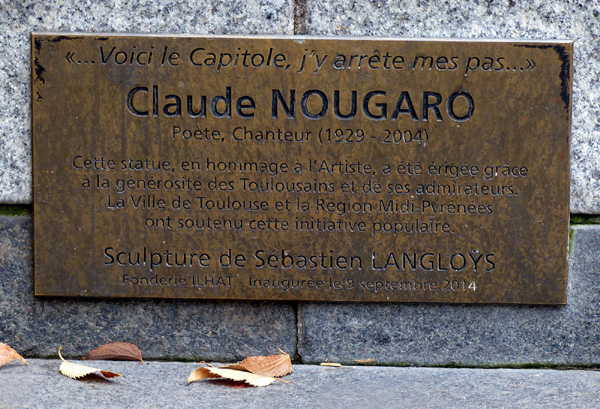 «...Voici le Capitole, j'y arrête mes pas...»
Claude NOUGARO
Poète, Chanteur (1929 - 2004)
Cette statue, en hommage à l'Artiste, a été érigée grâce
à la générosité des Toulousains et de ses admirateurs.
La Ville de Toulouse et la Région Midi-Pyrénées
ont soutenu cette initiative populaire.
Sculpture de Sébastien LANGLOŸS
Fonderie ILHAT - Inaugurée le 9 septembre 2014